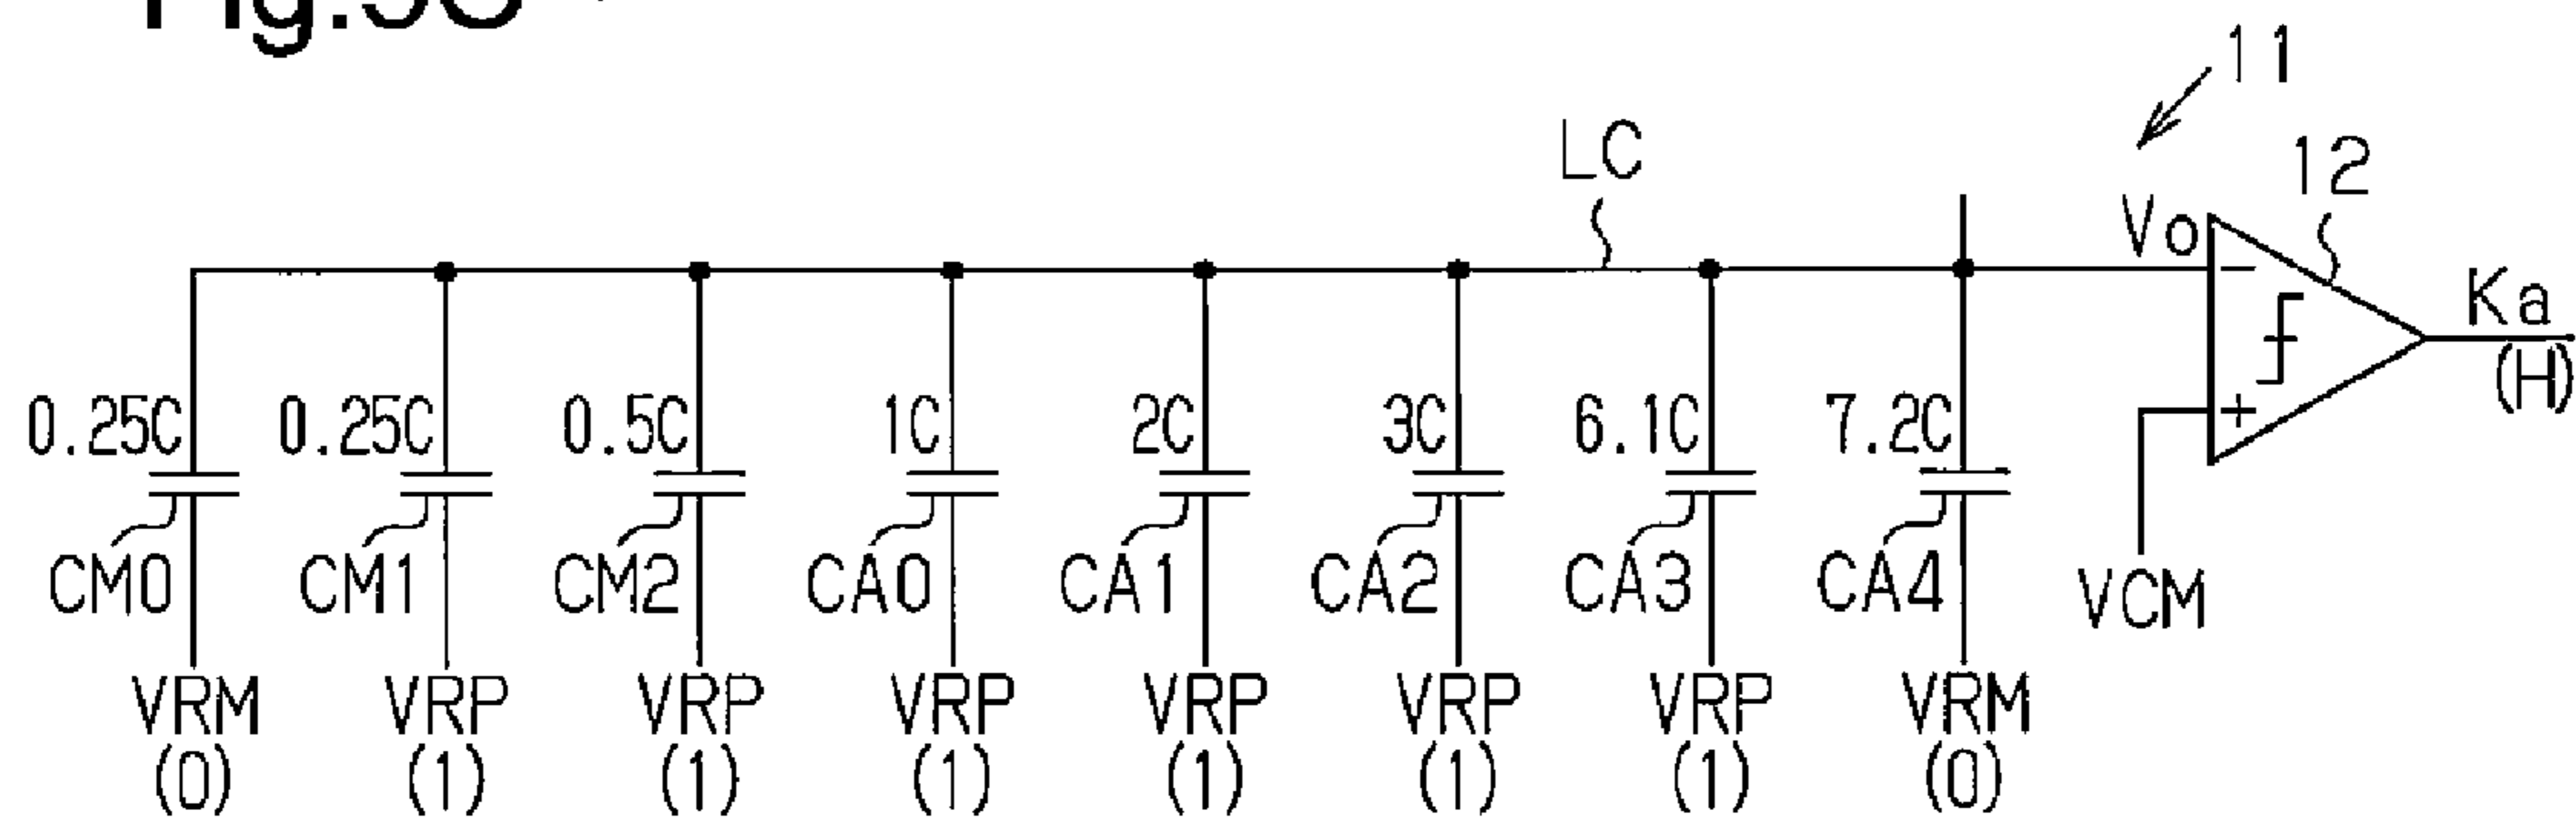 11
LC
12
Vo
Ka
(H)
0.25C 0.25C 0.5C 1C 2C 3C 6.1C 7.2C
− +
CM0 CM1 CM2 CA0 CA1 CA2 CA3 CA4 VCM
VRM VRP VRP VRP VRP VRP VRP VRM
(0) (1) (1) (1) (1) (1) (1) (0)